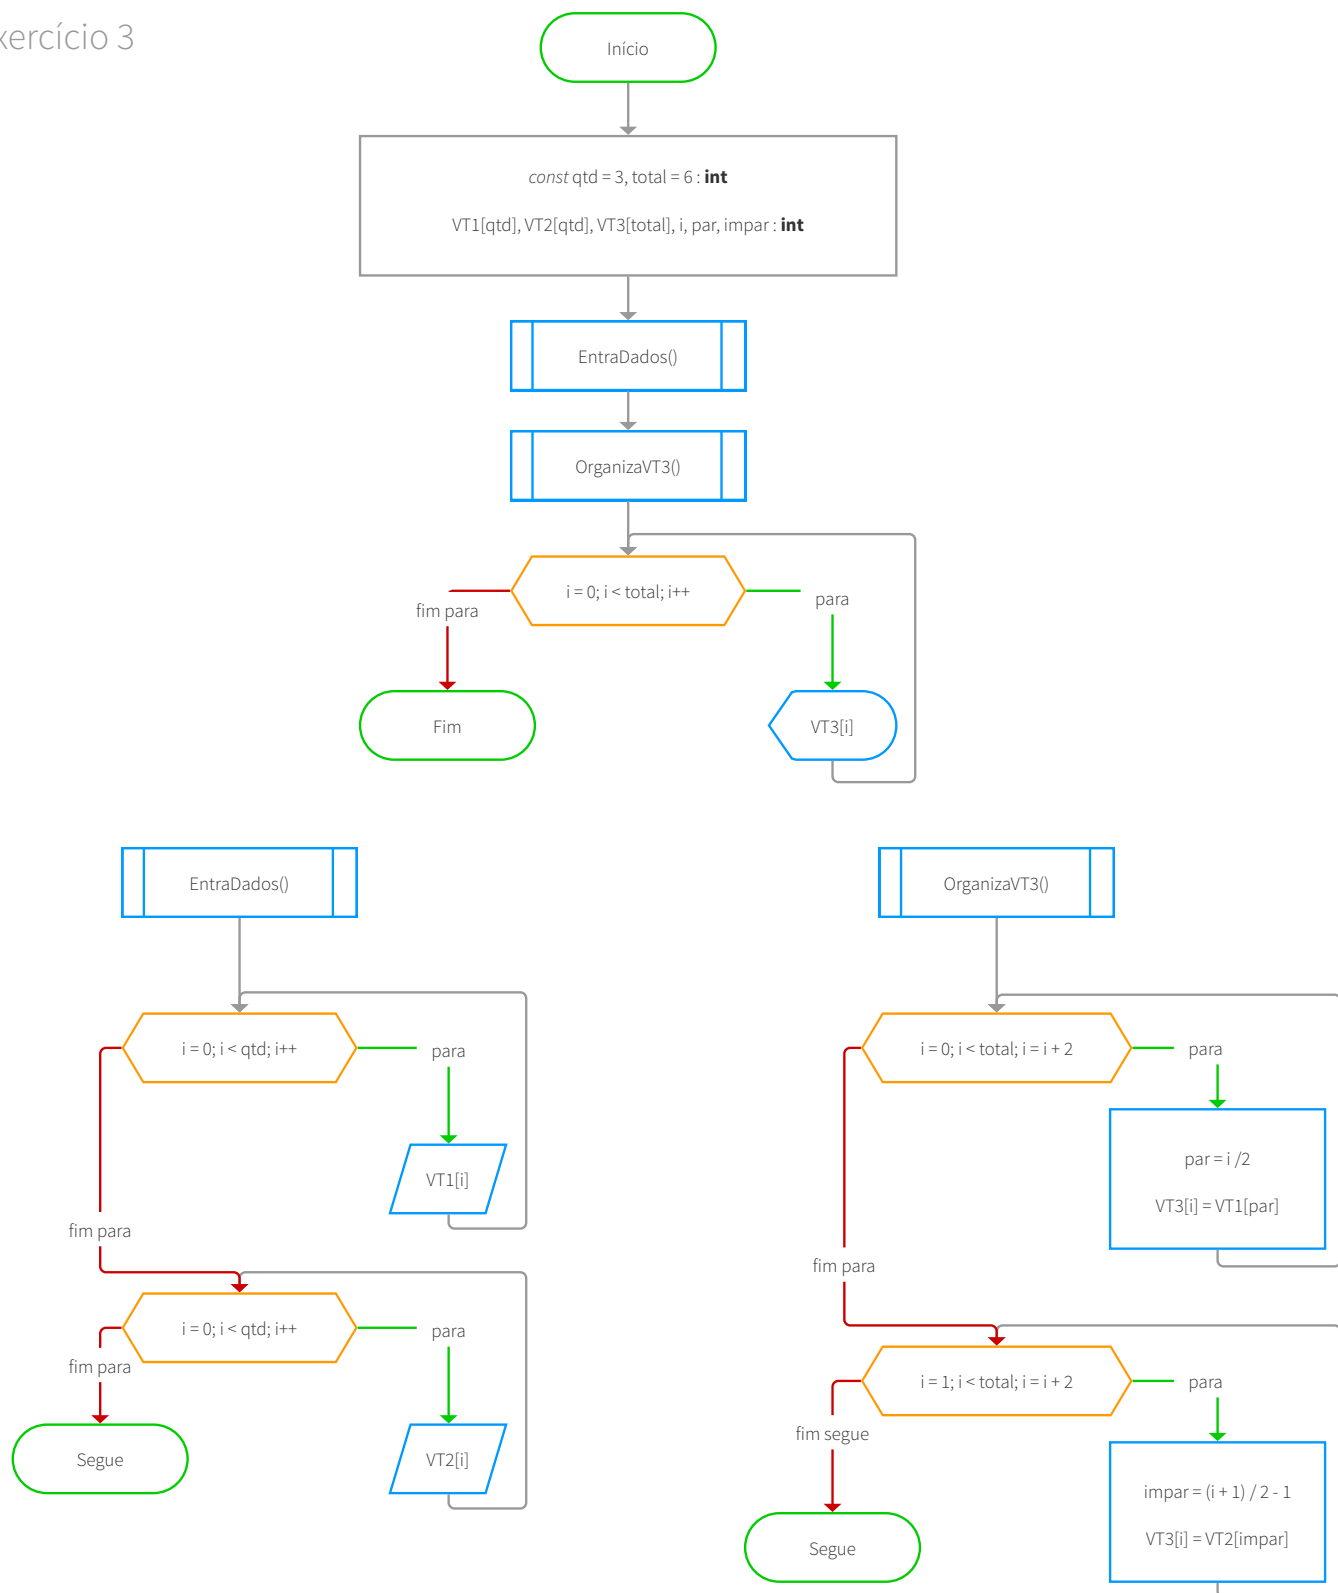 xercício 3
Início
const qtd = 3, total = 6 : int
VT1[qtd], VT2[qtd], VT3[total], i, par, impar : int
EntraDados()
OrganizaVT3()
i = 0; i < total; i++
fim para
para
Fim
VT3[i]
EntraDados()
i = 0; i < qtd; i++
para
VT1[i]
fim para
i = 0; i < qtd; i++
para
fim para
Segue
VT2[i]
OrganizaVT3()
i = 0; i < total; i = i + 2
para
par = i /2
VT3[i] = VT1[par]
fim para
i = 1; i < total; i = i + 2
para
fim segue
impar = (i + 1) / 2 - 1
VT3[i] = VT2[impar]
Segue